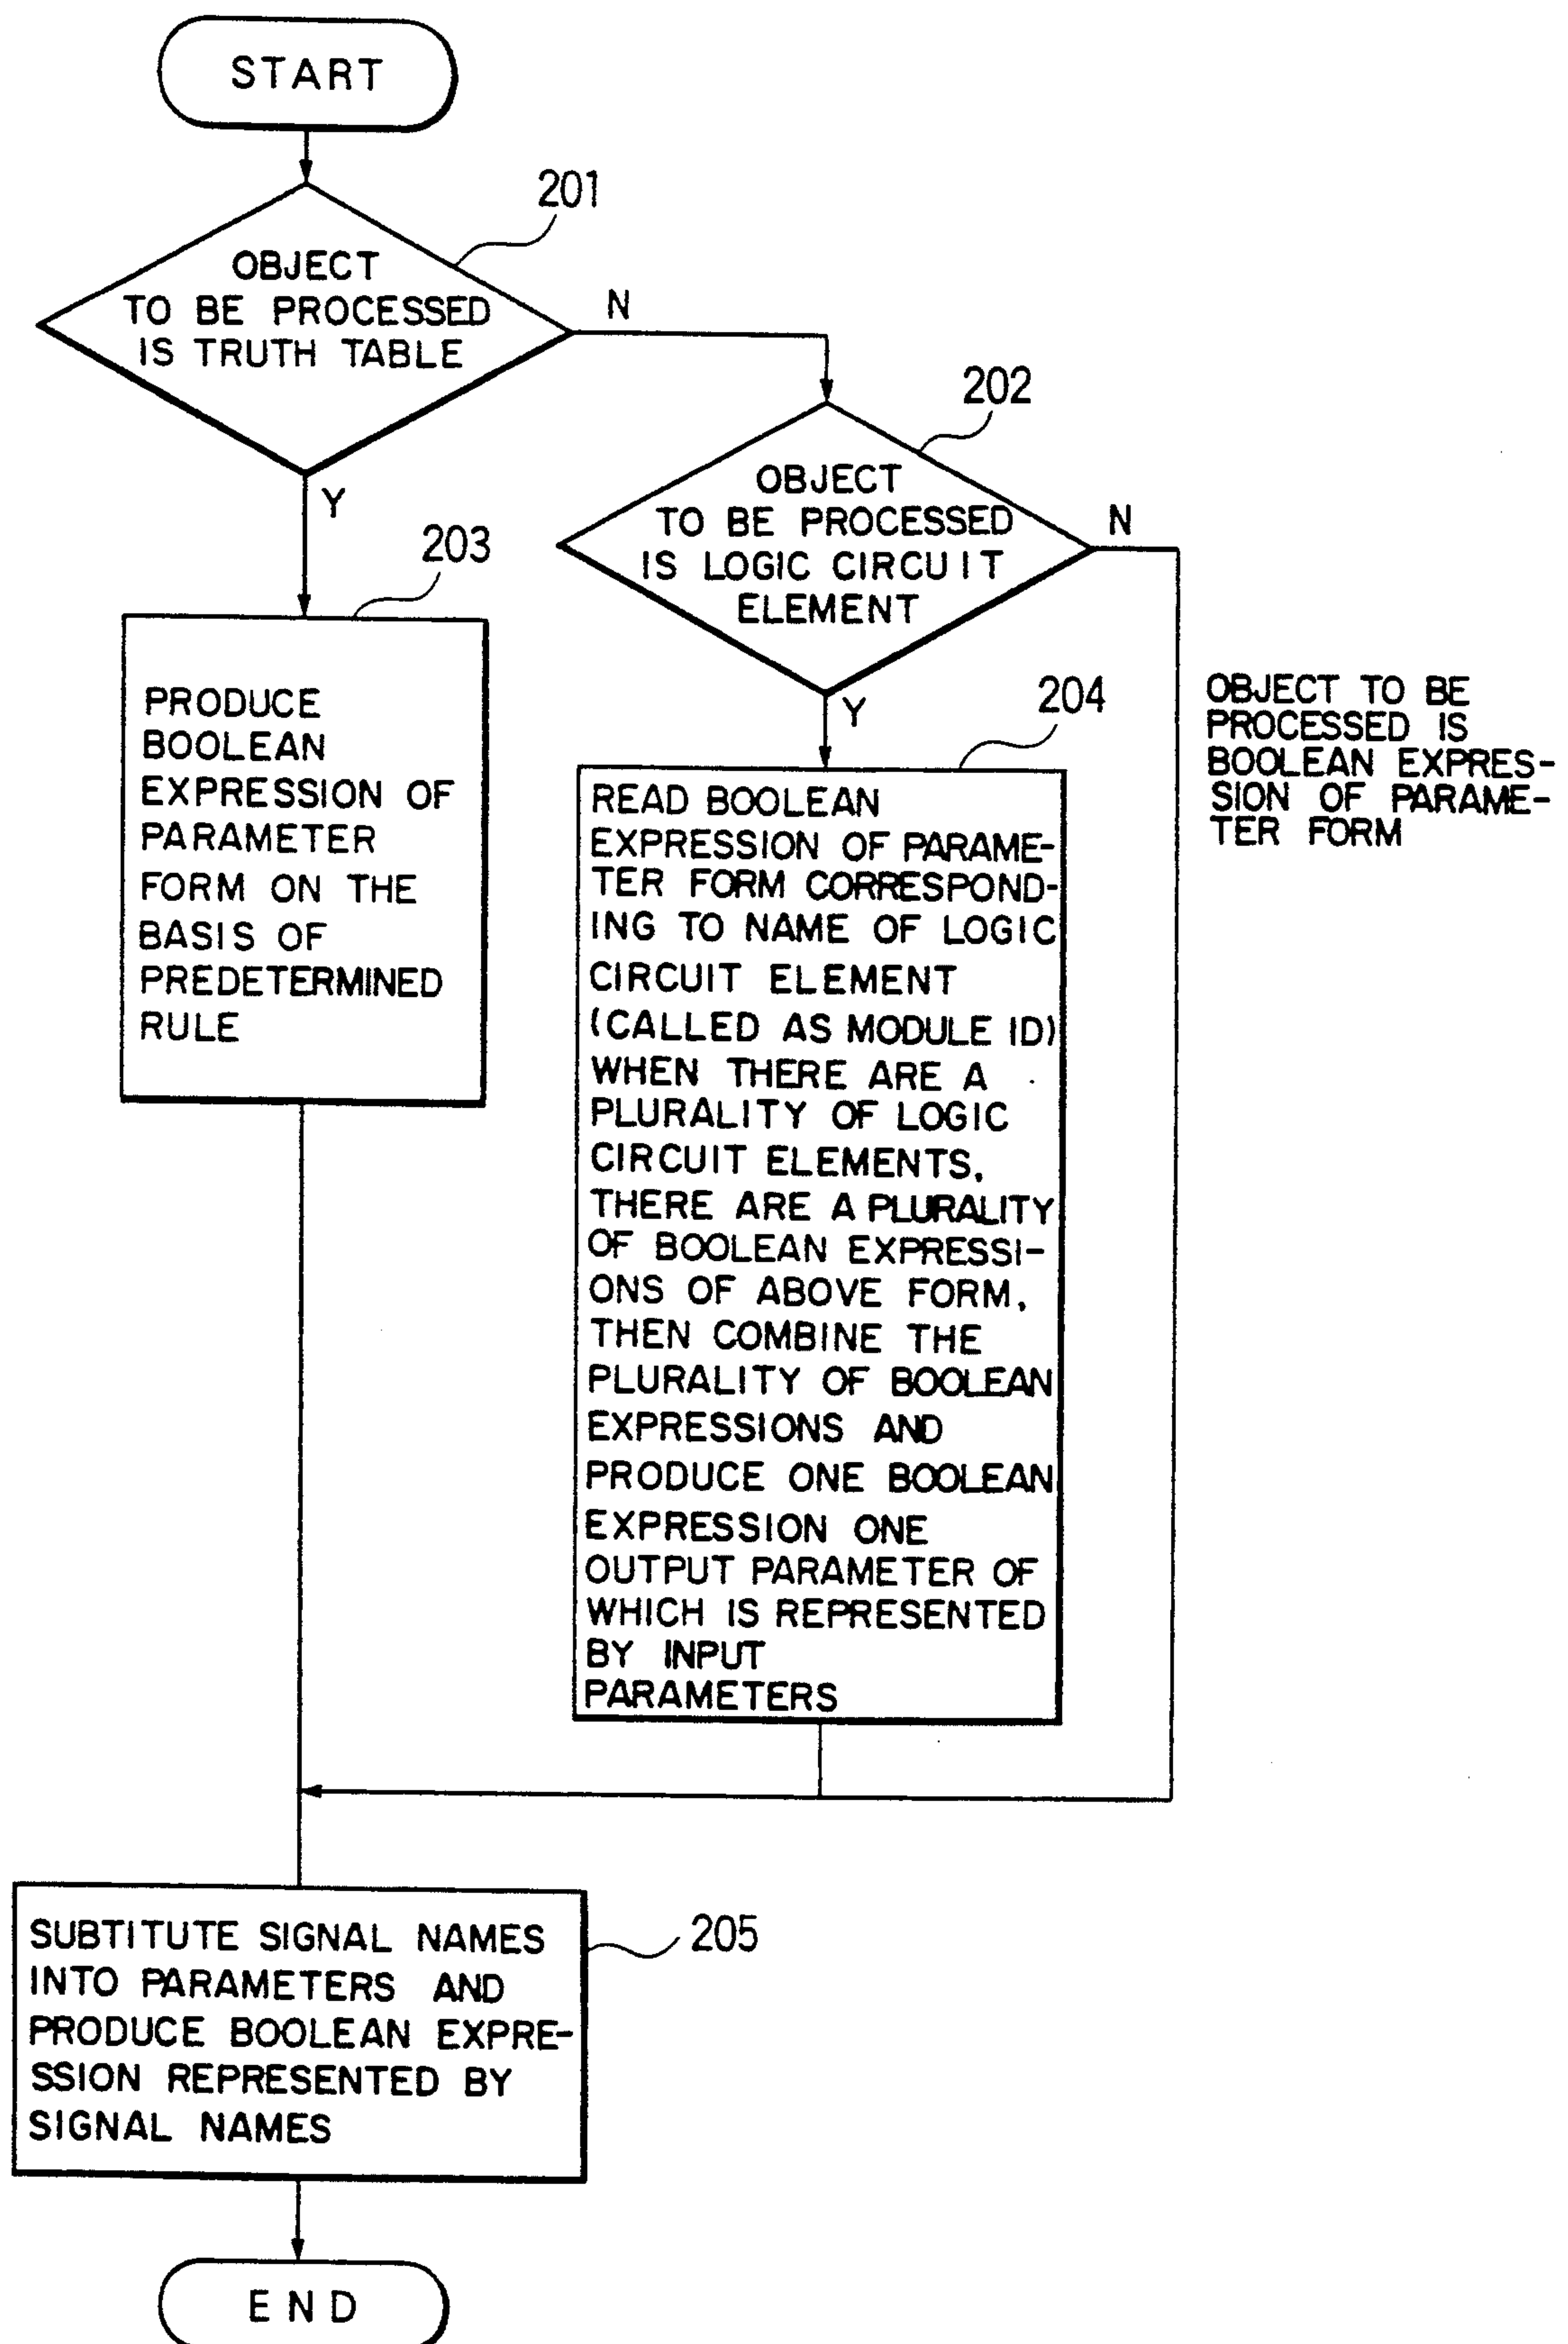 START
201
OBJECT
TO BE PROCESSED
IS TRUTH TABLE
N
Y
202
OBJECT
TO BE PROCESSED
IS LOGIC CIRCUIT
ELEMENT
N
Y
203
PRODUCE
BOOLEAN
EXPRESSION OF
PARAMETER
FORM ON THE
BASIS OF
PREDETERMINED
RULE
204
READ BOOLEAN
EXPRESSION OF PARAME-
TER FORM CORRESPOND-
ING TO NAME OF LOGIC
CIRCUIT ELEMENT
(CALLED AS MODULE ID)
WHEN THERE ARE A
PLURALITY OF LOGIC
CIRCUIT ELEMENTS,
THERE ARE A PLURALITY
OF BOOLEAN EXPRESSI-
ONS OF ABOVE FORM,
THEN COMBINE THE
PLURALITY OF BOOLEAN
EXPRESSIONS AND
PRODUCE ONE BOOLEAN
EXPRESSION ONE
OUTPUT PARAMETER OF
WHICH IS REPRESENTED
BY INPUT
PARAMETERS
OBJECT TO BE
PROCESSED IS
BOOLEAN EXPRES-
SION OF PARAME-
TER FORM
SUBTITUTE SIGNAL NAMES
INTO PARAMETERS AND
PRODUCE BOOLEAN EXPRE-
SSION REPRESENTED BY
SIGNAL NAMES
205
END